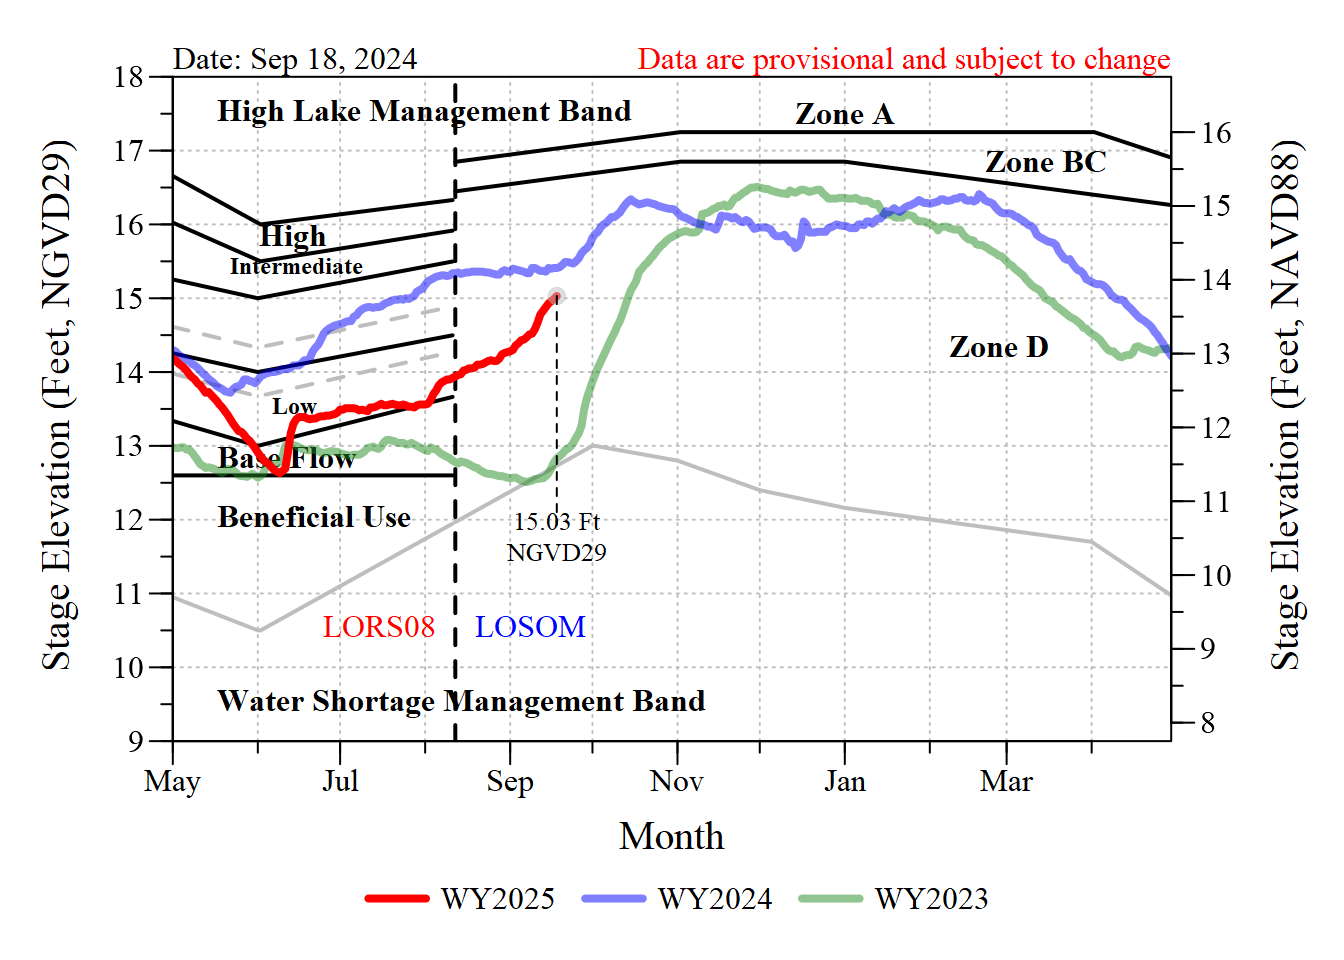 Date: Sep 18, 2024
Data are provisional and subject to change
18
17
16
15
14
13
12
11
10
9
Stage Elevation (Feet, NGVD29)
High Lake Management Band
Zone A
Zone BC
High
Intermediate
Zone D
Low
Base Flow
Beneficial Use
15.03 Ft
NGVD29
LORS08
LOSOM
Water Shortage Management Band
16
15
14
13
12
11
10
9
8
Stage Elevation (Feet, NAVD88)
May
Jul
Sep
Nov
Jan
Mar
Month
WY2025
WY2024
WY2023